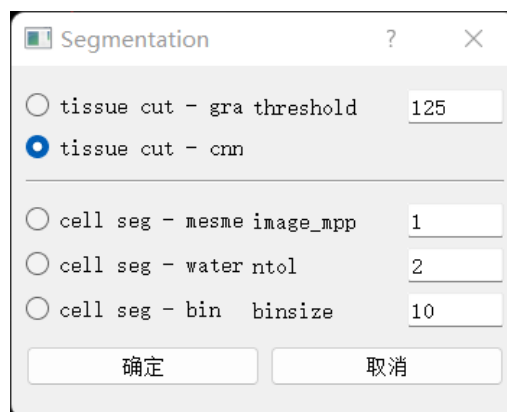 Segmentation ?
tissue cut - gra threshold 125
tissue cut - cnn
cell seg - mesme image_mpp 1
cell seg - water ntol 2
cell seg - bin binsize 10
确定 取消